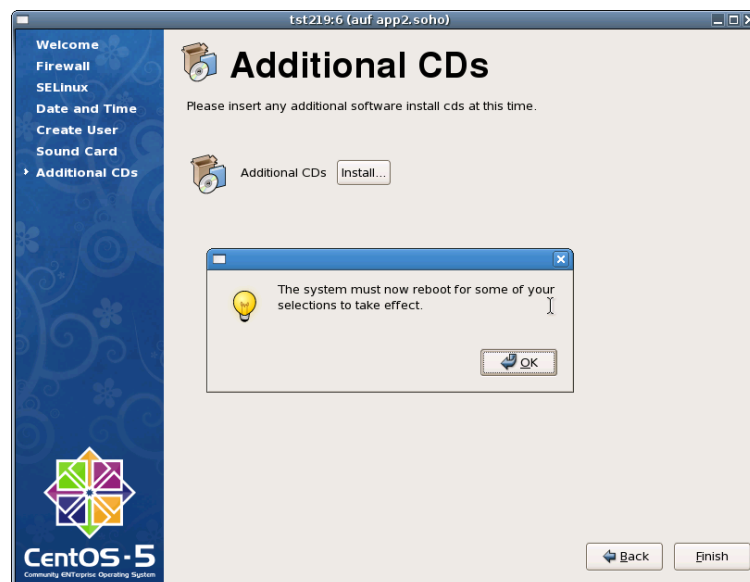 tst219:6 (auf app2.soho)
Welcome
Firewall
SELinux
Date and Time
Create User
Sound Card
Additional CDs
Additional CDs
Please insert any additional software install cds at this time.
Additional CDs
Install...
The system must now reboot for some of your
selections to take effect.
OK
Back
Finish
CentOS-5
Community ENTerprise Operating System